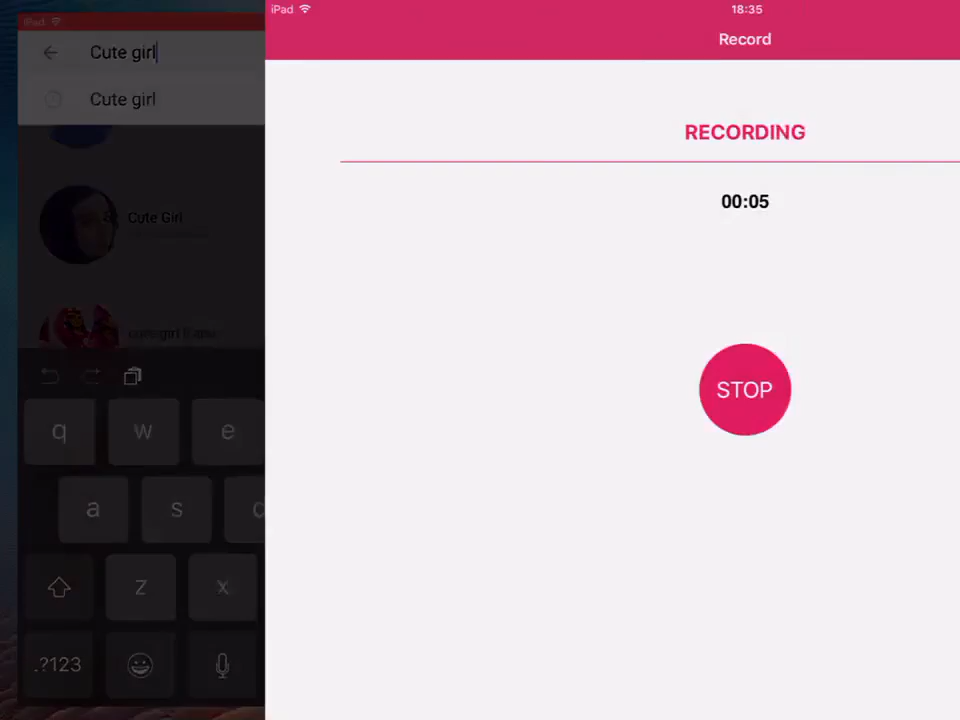 iPad
Cute girl
Cute girl
Cute Girl
q w e
a s
z x
.?123
iPad 18:35
Record
RECORDING
00:05
STOP